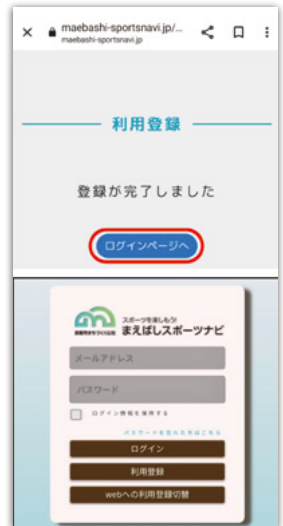 maebashi-sportsnavi.jp/...
maebashi-sportsnavi.jp
利用登録
登録が完了しました
ログインページへ
スポーツを楽しもう!
まえばしスポーツナビ
メールアドレス
パスワード
ログイン情報を保持する
パスワードを忘れた方はこちら
ログイン
利用登録
webへの利用登録切替